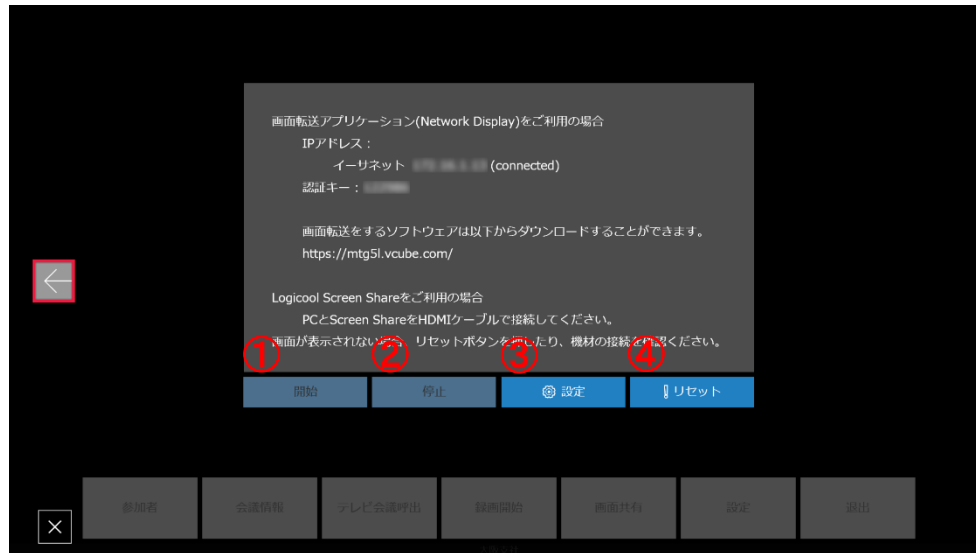 画面転送アプリケーション(Network Display)をご利用の場合
IPアドレス：
イーサネット (connected)
認証キー：
画面転送をするソフトウェアは以下からダウンロードすることができます。
https://mtg5l.vcube.com/
Logicool Screen Shareをご利用の場合
PCとScreen ShareをHDMIケーブルで接続してください。
画面が表示されない場合、リセットボタンを押したり、機材の接続を確認ください。
① ② ③ ④
開始 停止 設定 リセット
参加者 会議情報 テレビ会議呼出 録画開始 画面共有 設定 退出